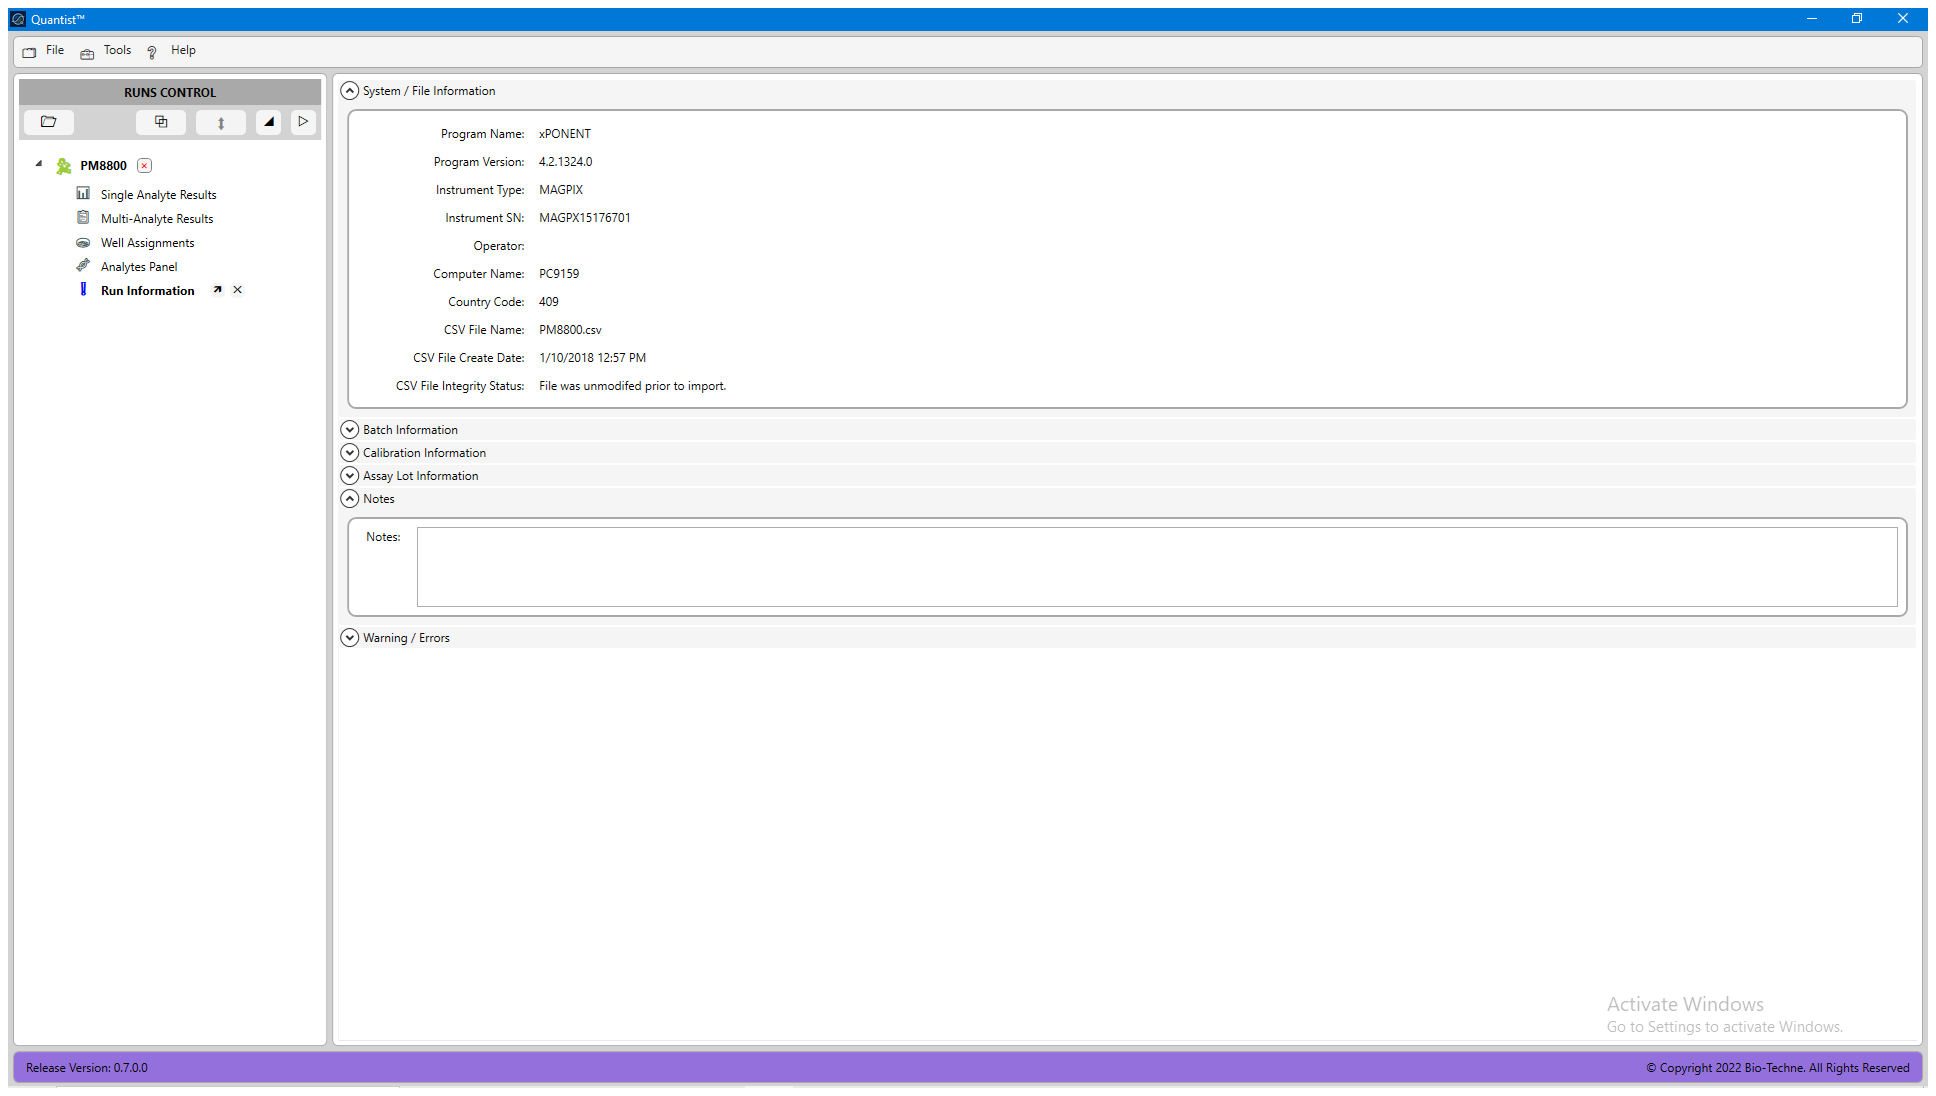 Quantist™
File Tools Help
RUNS CONTROL
PM8800
Single Analyte Results
Multi-Analyte Results
Well Assignments
Analytes Panel
Run Information
System / File Information
Program Name: xPONENT
Program Version: 4.2.1324.0
Instrument Type: MAGPIX
Instrument SN: MAGPX15176701
Operator:
Computer Name: PC9159
Country Code: 409
CSV File Name: PM8800.csv
CSV File Create Date: 1/10/2018 12:57 PM
CSV File Integrity Status: File was unmodifed prior to import.
Batch Information
Calibration Information
Assay Lot Information
Notes
Notes:
Warning / Errors
Activate Windows
Go to Settings to activate Windows.
Release Version: 0.7.0.0
© Copyright 2022 Bio-Techne. All Rights Reserved